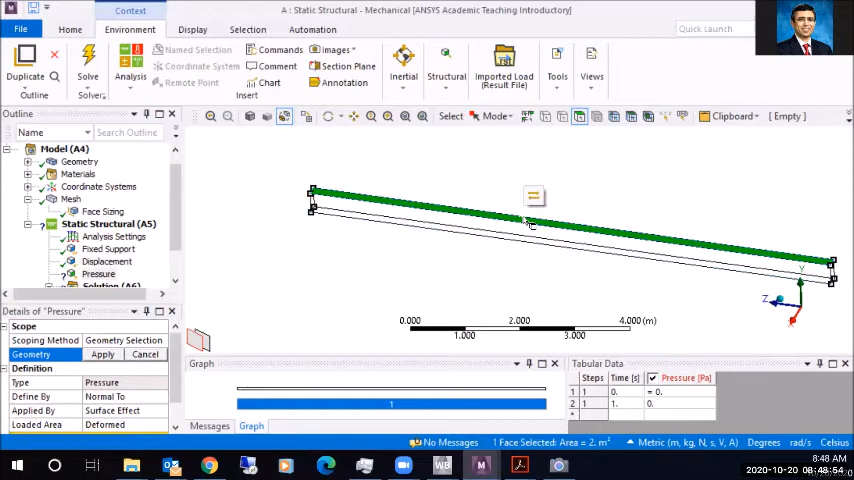 Context
A : Static Structural - Mechanical [ANSYS Academic Teaching Introductory]
File Home Environment Display Selection Automation Quick Launch
Duplicate
Outline
Solve
Solver
Analysis
Named Selection
Coordinate System
Remote Point
Commands
Comment
Chart
Images
Section Plane
Annotation
Insert
Inertial
Structural
Imported Load
(Result File)
Tools
Views
Outline
Name Search Outline
Select Mode Clipboard [ Empty ]
Model (A4)
Geometry
Materials
Coordinate Systems
Mesh
Face Sizing
Static Structural (A5)
Analysis Settings
Fixed Support
Displacement
Pressure
Solution (A6)
Y
Z
X
0.000 2.000 4.000 (m)
1.000 3.000
Details of "Pressure"
Scope
Scoping Method Geometry Selection
Geometry Apply Cancel
Definition
Type Pressure
Define By Normal To
Applied By Surface Effect
Loaded Area Deformed
Graph
1
Messages Graph
Tabular Data
Steps Time [s] Pressure [Pa]
1 1 0. = 0.
2 1 1. 0.
*
No Messages 1 Face Selected: Area = 2. m² Metric (m, kg, N, s, V, A) Degrees rad/s Celsius
8:48 AM
2020-10-20 08:48:54